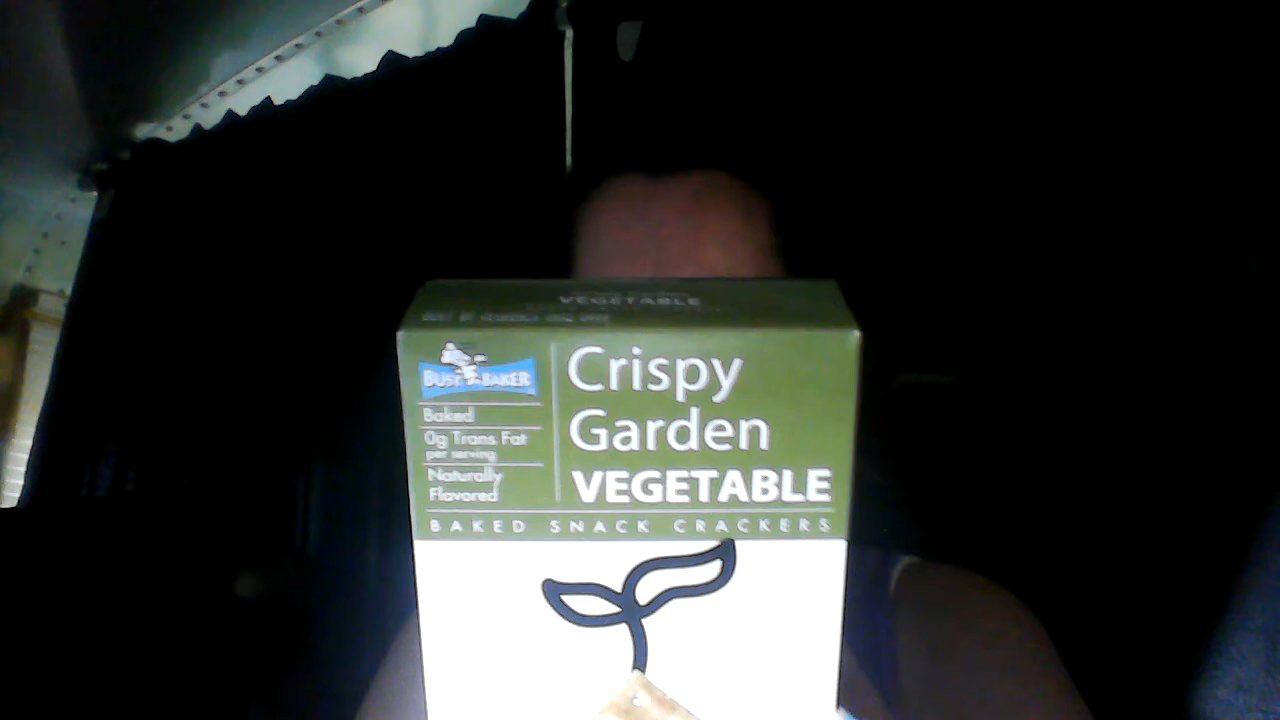 VEGETABLE
BUSY BAKER
Baked
0g Trans Fat
per serving
Naturally
Flavored
Crispy
Garden
VEGETABLE
BAKED SNACK CRACKERS